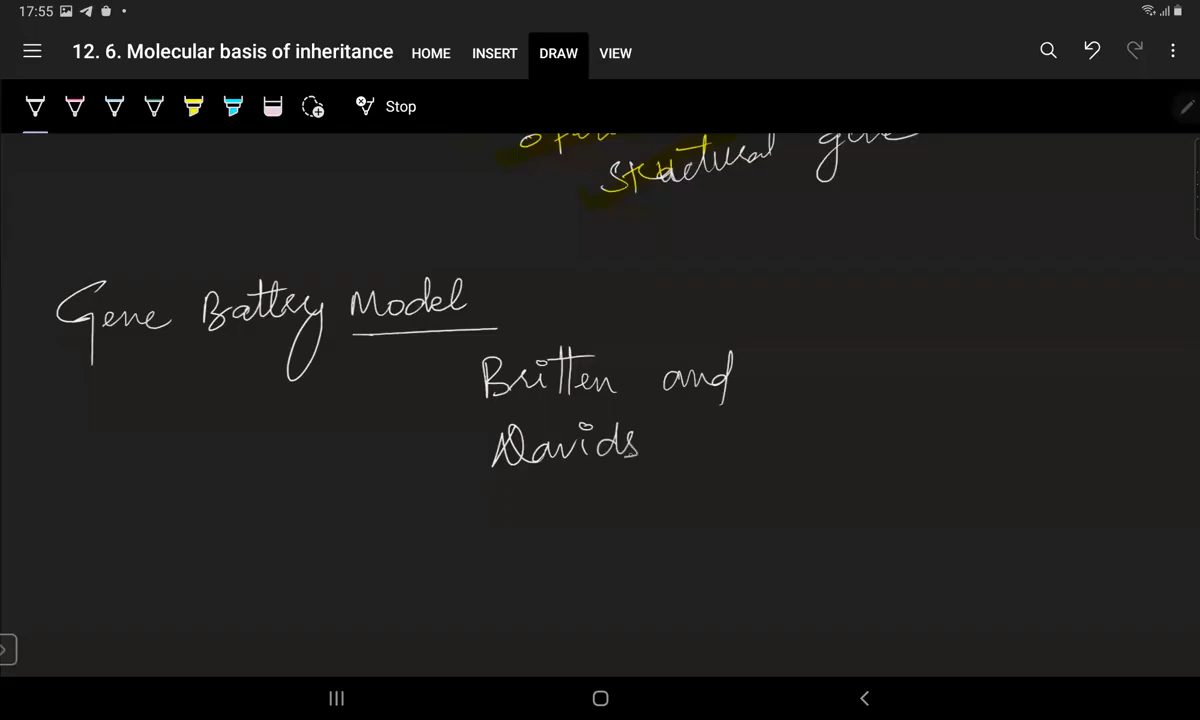 17:55
12. 6. Molecular basis of inheritance HOME INSERT DRAW VIEW
Stop
structural gene
Gene Battery Model
Britten and
Davids